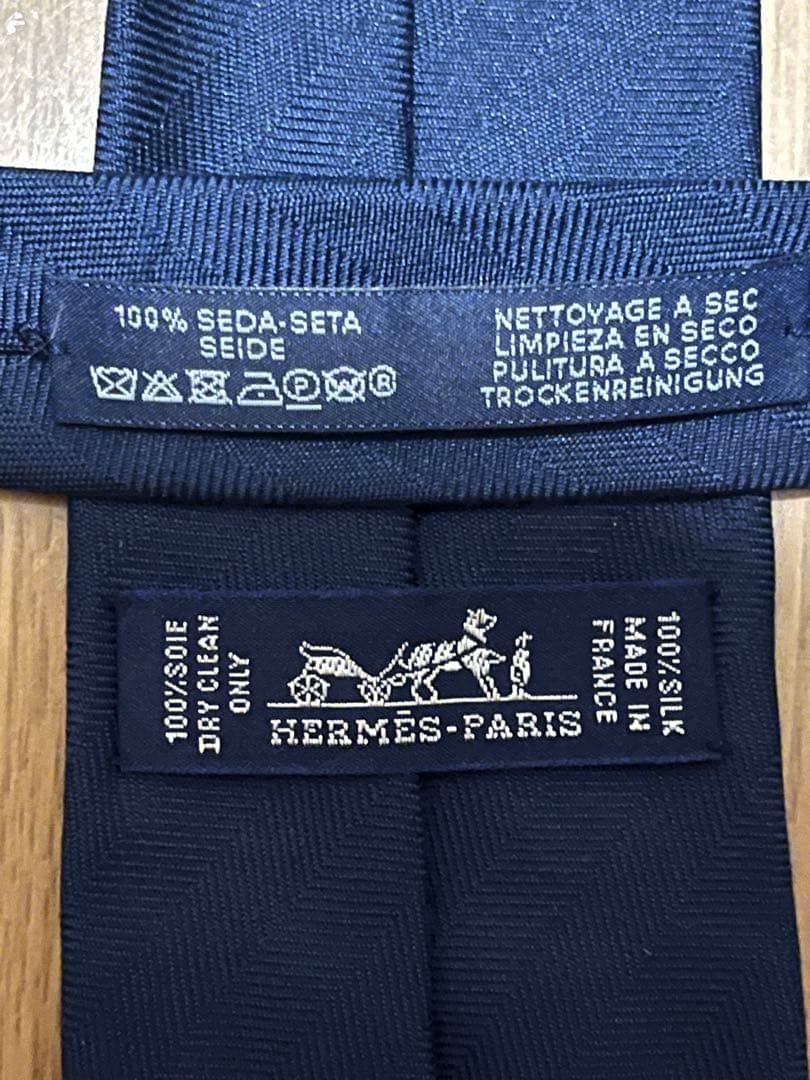 100% SEDA-SETA
SEIDE
P
W
®
NETTOYAGE A SEC
LIMPIEZA EN SECO
PULITURA A SECCO
TROCKENREINIGUNG
100%SOIE
DRY CLEAN
ONLY
HERMÈS-PARIS
100%SILK
MADE IN
FRANCE